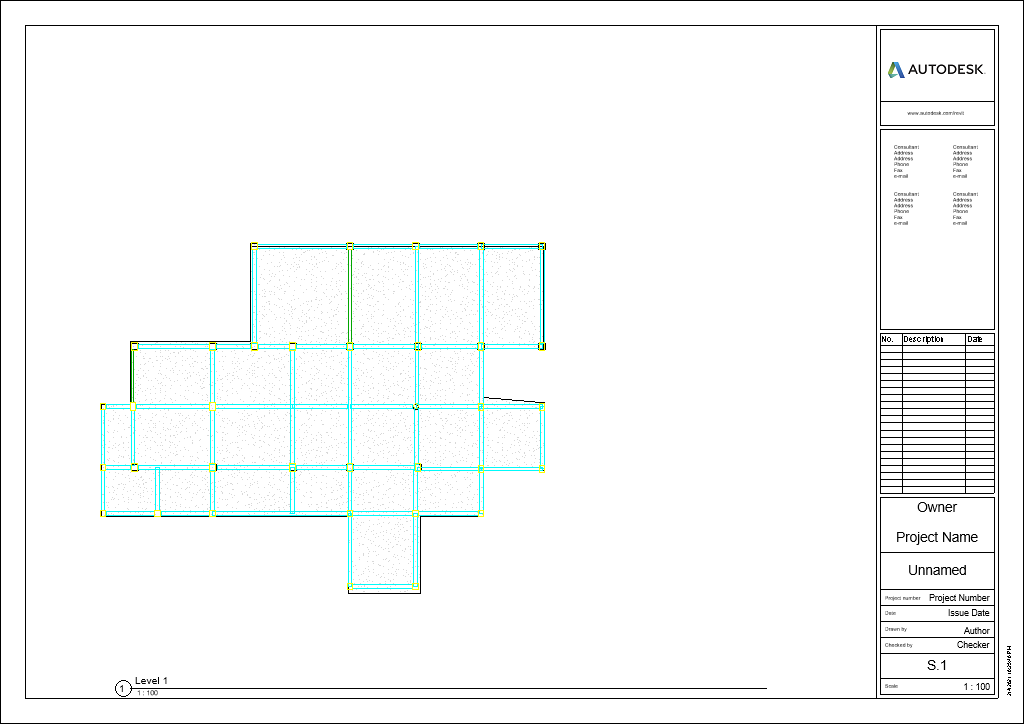 AUTODESK.
www.autodesk.com/revit
Consultant
Address
Address
Phone
Fax
e-mail
Consultant
Address
Address
Phone
Fax
e-mail
Consultant
Address
Address
Phone
Fax
e-mail
Consultant
Address
Address
Phone
Fax
e-mail
No. Description Date
Owner
Project Name
Unnamed
Project number Project Number
Date Issue Date
Drawn by Author
Checked by Checker
S.1
Scale 1 : 100
1 Level 1
1 : 100